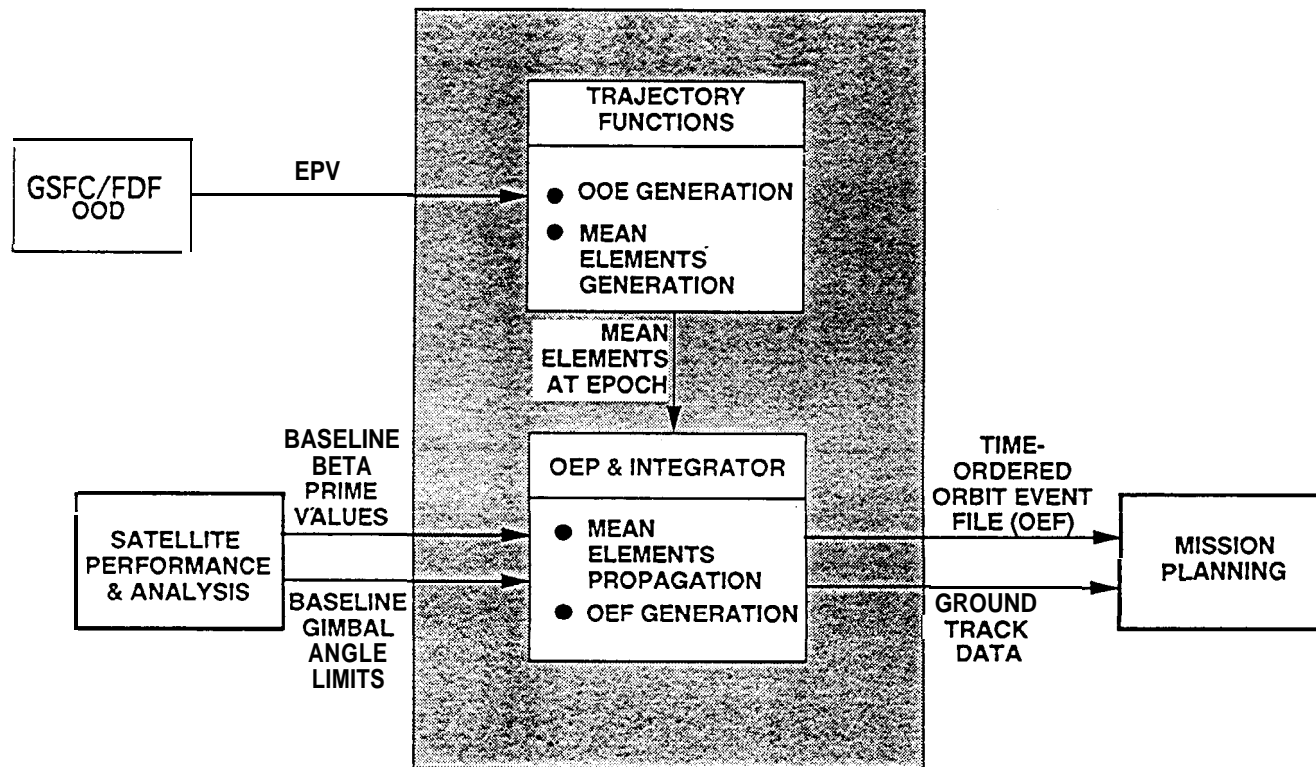 TRAJECTORY
FUNCTIONS
GSFC/FDF
OOD
EPV
● OOE GENERATION
● MEAN
ELEMENTS
GENERATION
MEAN
ELEMENTS
AT EPOCH
BASELINE
BETA
PRIME
VALUES
SATELLITE
PERFORMANCE
& ANALYSIS
BASELINE
GIMBAL
ANGLE
LIMITS
OEP & INTEGRATOR
● MEAN
ELEMENTS
PROPAGATION
● OEF GENERATION
TIME-
ORDERED
ORBIT EVENT
FILE (OEF)
GROUND
TRACK
DATA
MISSION
PLANNING